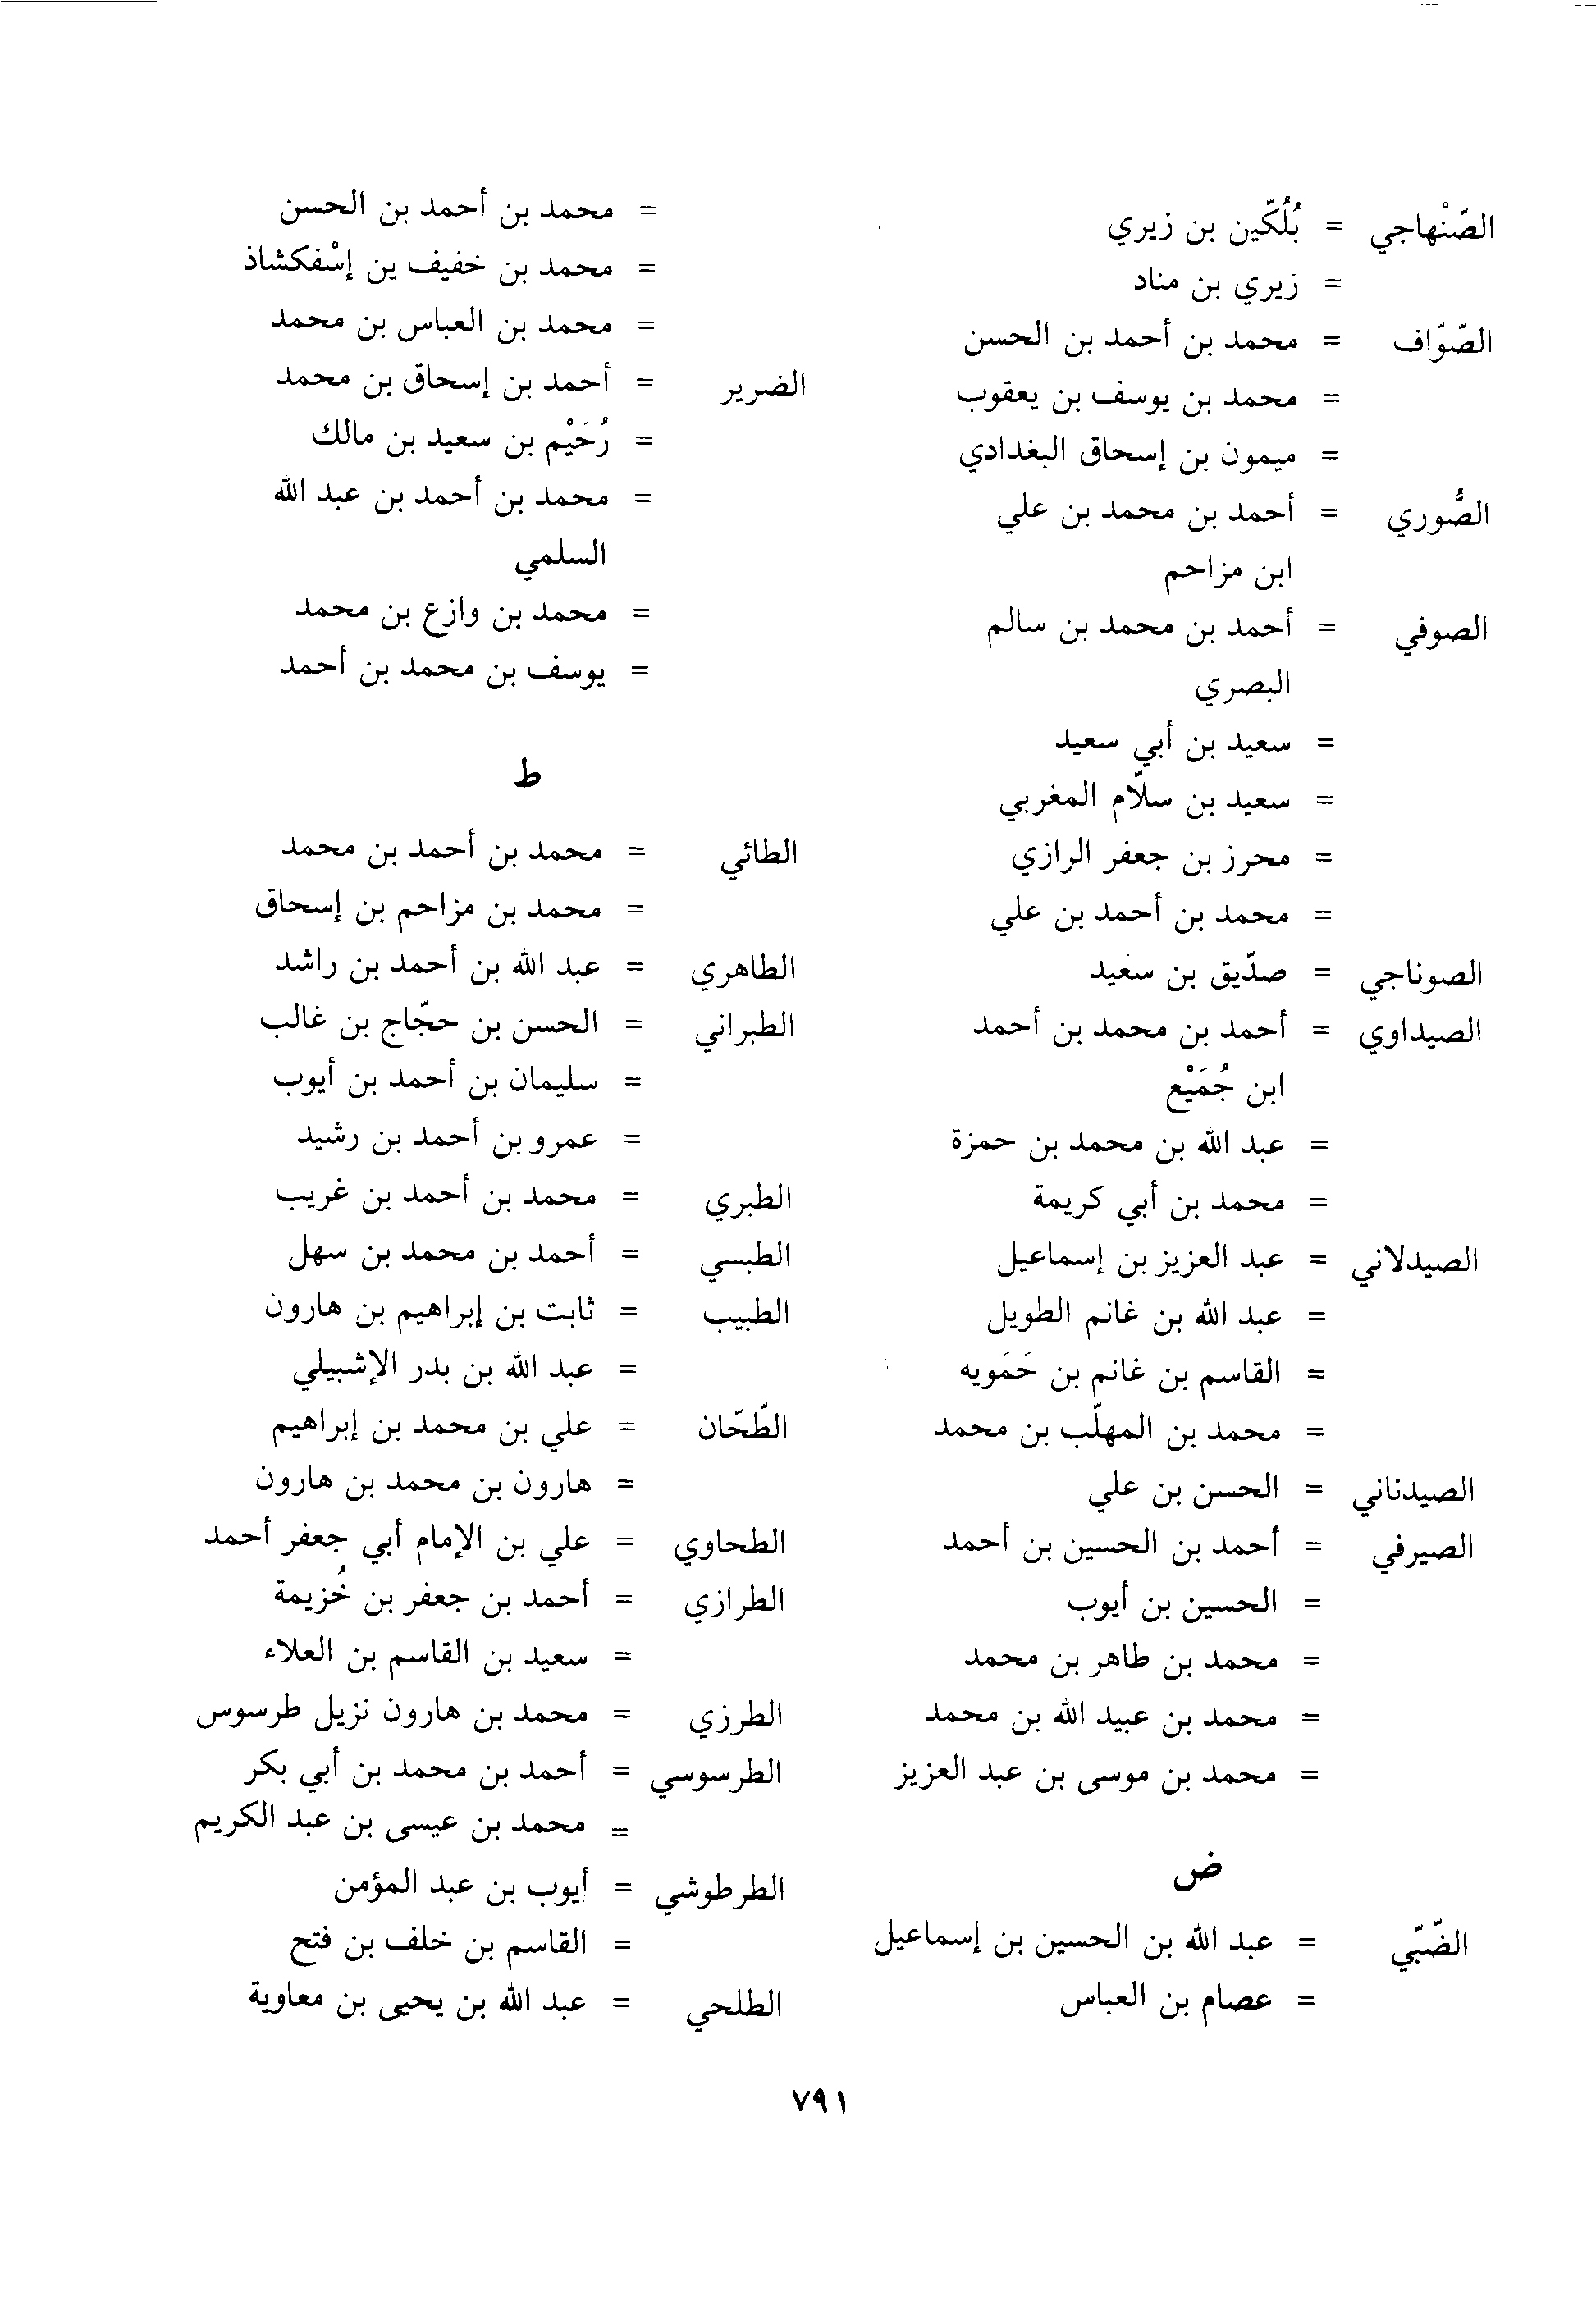 الصّنْهاجي = بُلُكّين بن زيري
= زيري بن مناد
الصّوّاف = محمد بن أحمد بن الحسن
= محمد بن يوسف بن يعقوب
= ميمون بن إسحاق البغدادي
الصُّوري = أحمد بن محمد بن علي
ابن مزاحم
الصوفي = أحمد بن محمد بن سالم
البصري
= سعيد بن أبي سعيد
= سعيد بن سلاّم المغربي
= محرز بن جعفر الرازي
= محمد بن أحمد بن علي
الصوناجي = صدّيق بن سعيد
الصيداوي = أحمد بن محمد بن أحمد
ابن جُمَيْع
= عبد الله بن محمد بن حمزة
= محمد بن أبي كريمة
الصيدلاني = عبد العزيز بن إسماعيل
= عبد الله بن غانم الطويل
= القاسم بن غانم بن حَمَويه
= محمد بن المهلّب بن محمد
الصيدناني = الحسن بن علي
الصيرفي = أحمد بن الحسين بن أحمد
= الحسين بن أيوب
= محمد بن طاهر بن محمد
= محمد بن عبيد الله بن محمد
= محمد بن موسى بن عبد العزيز
ض
الضّبّي = عبد الله بن الحسين بن إسماعيل
= عصام بن العباس
= محمد بن أحمد بن الحسن
= محمد بن خفيف ين إسْفكشاذ
= محمد بن العباس بن محمد
الضرير = أحمد بن إسحاق بن محمد
= رُحَيْم بن سعيد بن مالك
= محمد بن أحمد بن عبد الله
السلمي
= محمد بن وازع بن محمد
= يوسف بن محمد بن أحمد
ط
الطائي = محمد بن أحمد بن محمد
= محمد بن مزاحم بن إسحاق
الطاهري = عبد الله بن أحمد بن راشد
الطبراني = الحسن بن حجّاج بن غالب
= سليمان بن أحمد بن أيوب
= عمرو بن أحمد بن رشيد
الطبري = محمد بن أحمد بن غريب
الطبسي = أحمد بن محمد بن سهل
الطبيب = ثابت بن إبراهيم بن هارون
= عبد الله بن بدر الإشبيلي
الطّحّان = علي بن محمد بن إبراهيم
= هارون بن محمد بن هارون
الطحاوي = علي بن الإمام أبي جعفر أحمد
الطرازي = أحمد بن جعفر بن خُزيمة
= سعيد بن القاسم بن العلاء
الطرزي = محمد بن هارون نزيل طرسوس
الطرسوسي = أحمد بن محمد بن أبي بكر
= محمد بن عيسى بن عبد الكريم
الطرطوشي = أيوب بن عبد المؤمن
= القاسم بن خلف بن فتح
الطلحي = عبد الله بن يحيى بن معاوية
٧٩١